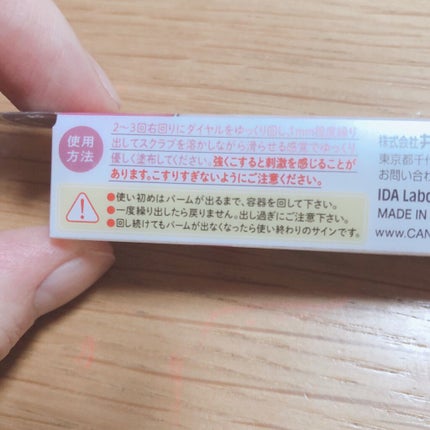 使用
方法
2～3回右回りにダイヤルをゆっくり回し3mm程度繰り
出してスクラブを溶かしながら滑らせる感覚でゆっくり
優しく塗布してください。強くこすると刺激を感じることが
あります。こすりすぎないようにご注意ください。
●使い初めはバームが出るまで、容器を回して下さい。
●一度繰り出したら戻りません。出し過ぎにご注意下さい。
●回し続けてもバームが出なくなったら使い終わりのサインです。
株式会社
東京都千代
お問い合わ
IDA Labo
MADE IN
www.CAN